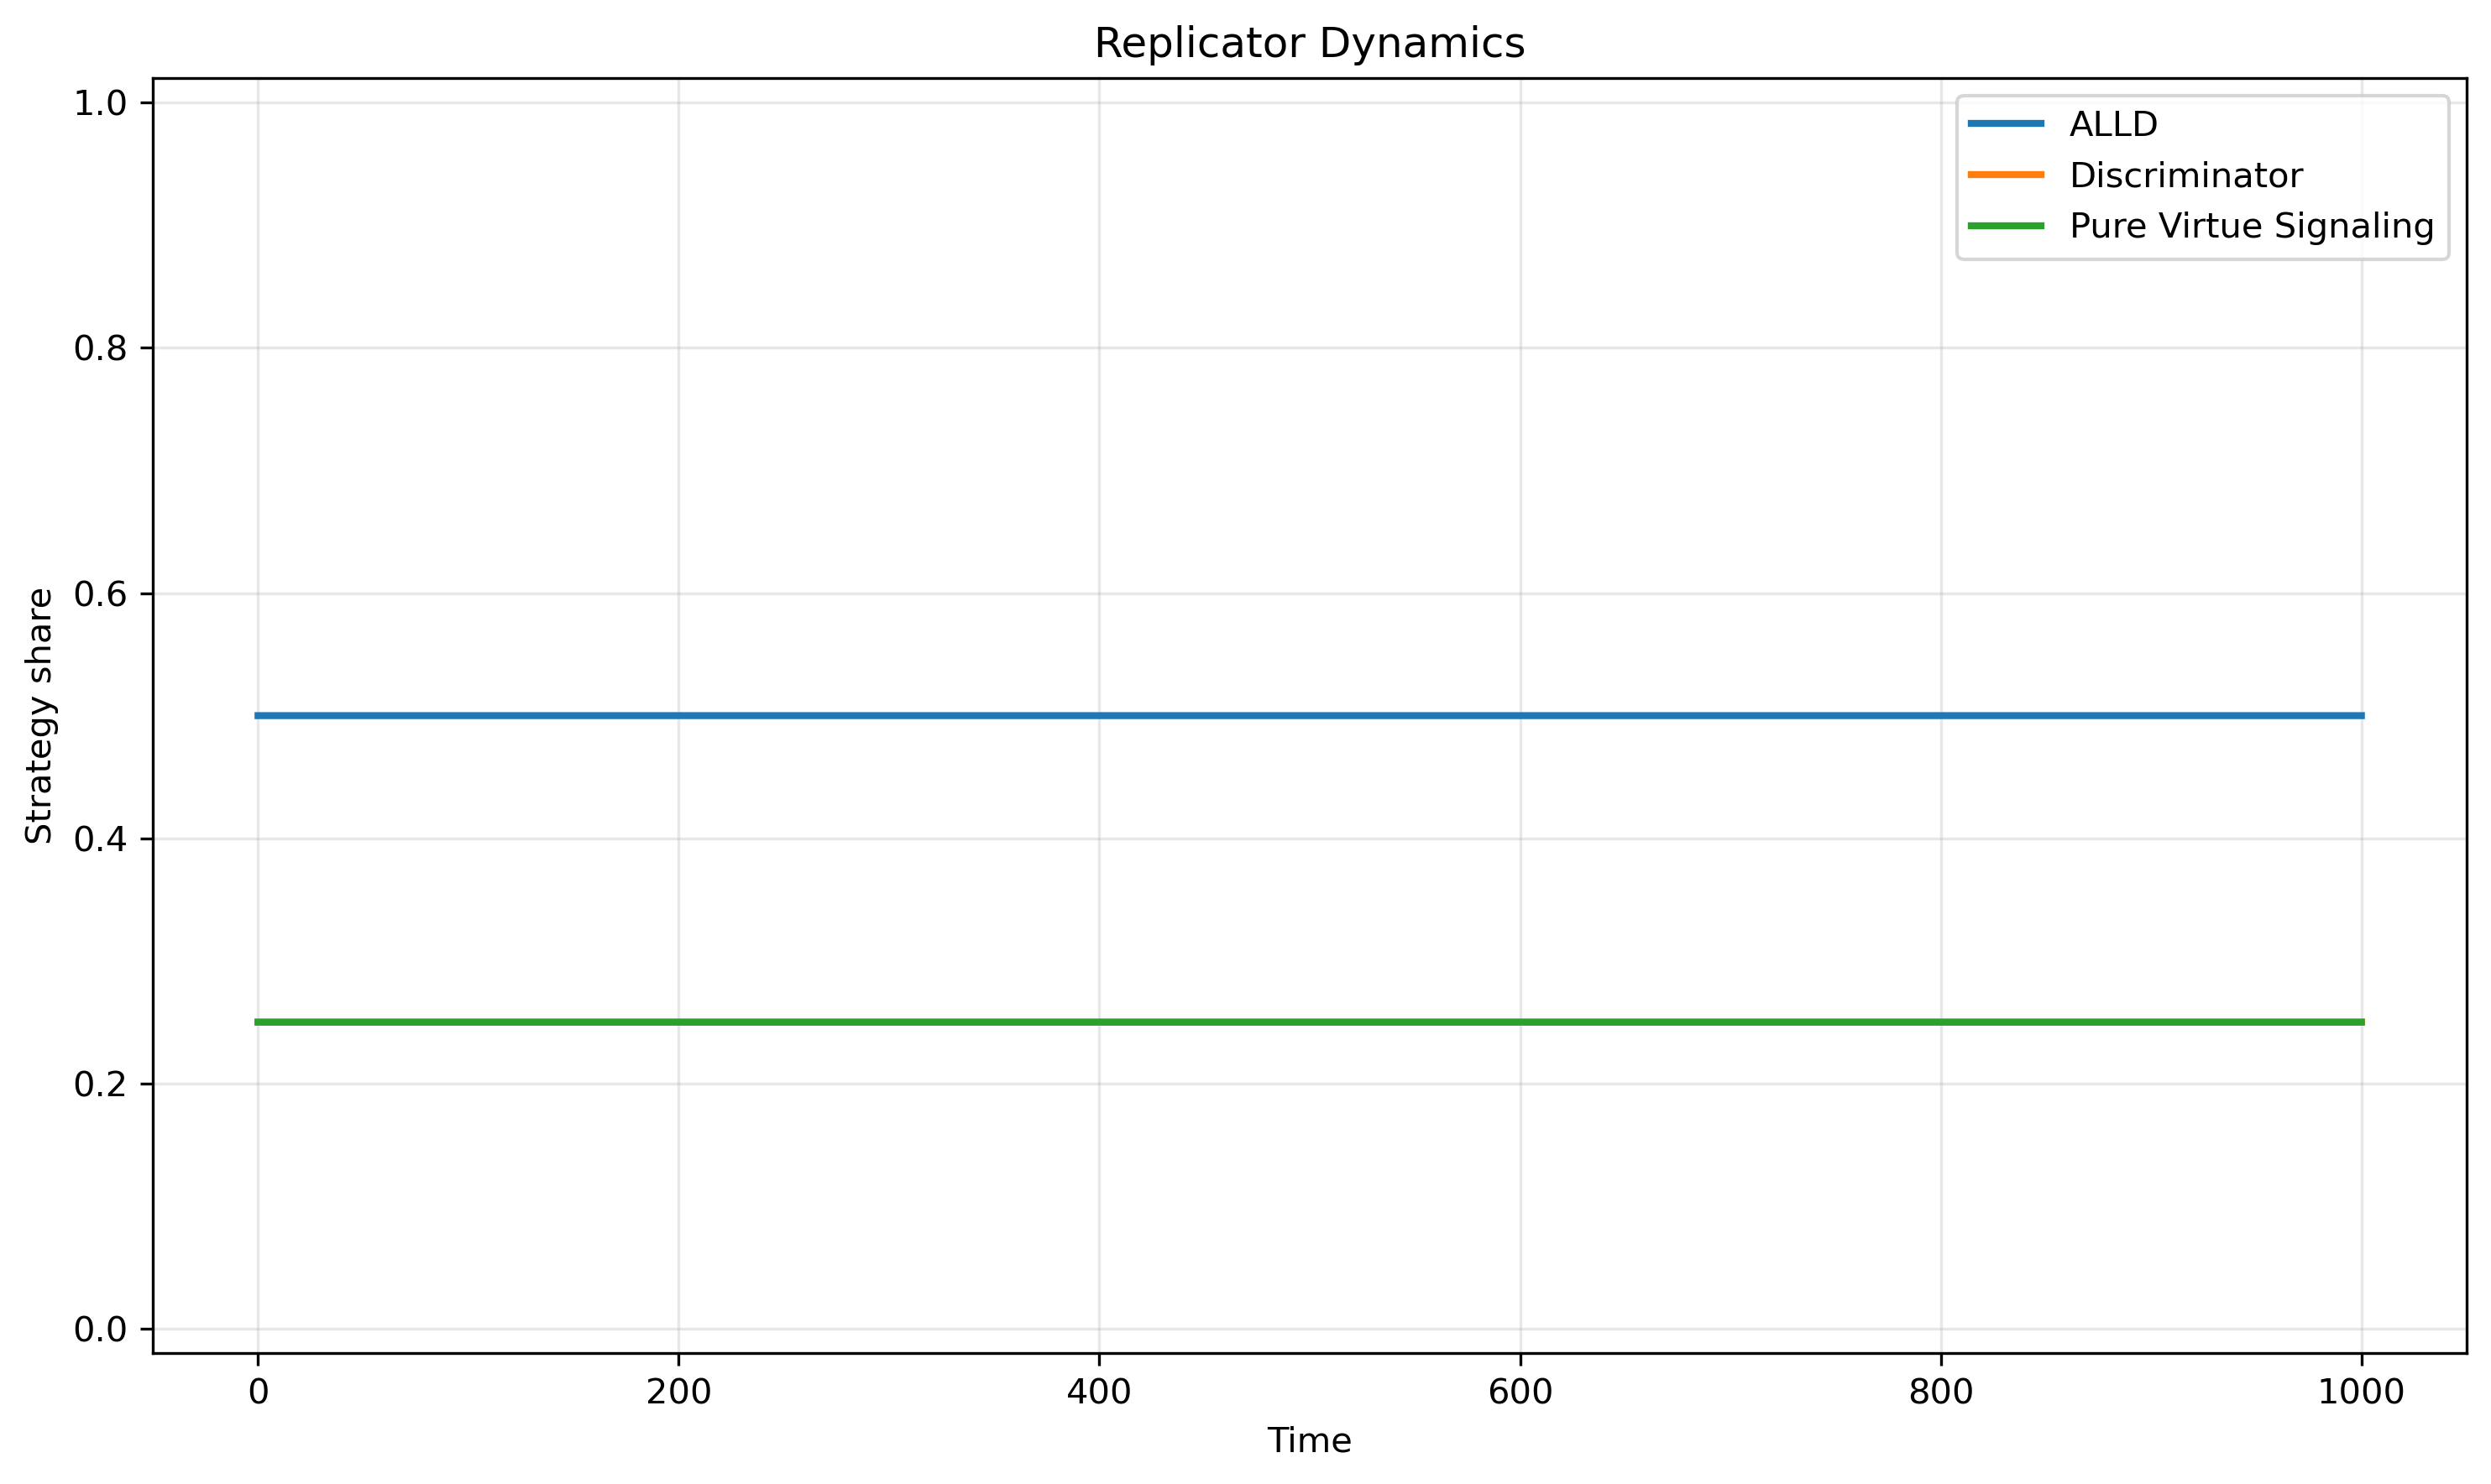 Replicator Dynamics
ALLD
Discriminator
Pure Virtue Signaling
Strategy share
1.0
0.8
0.6
0.4
0.2
0.0
0 200 400 600 800 1000
Time